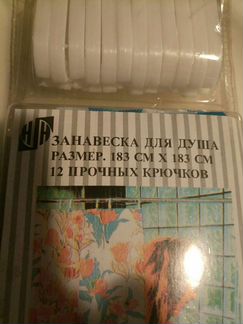 ЗАНАВЕСКА ДЛЯ ДУША
РАЗМЕР. 183 СМ X 183 СМ
12 ПРОЧНЫХ КРЮЧКОВ